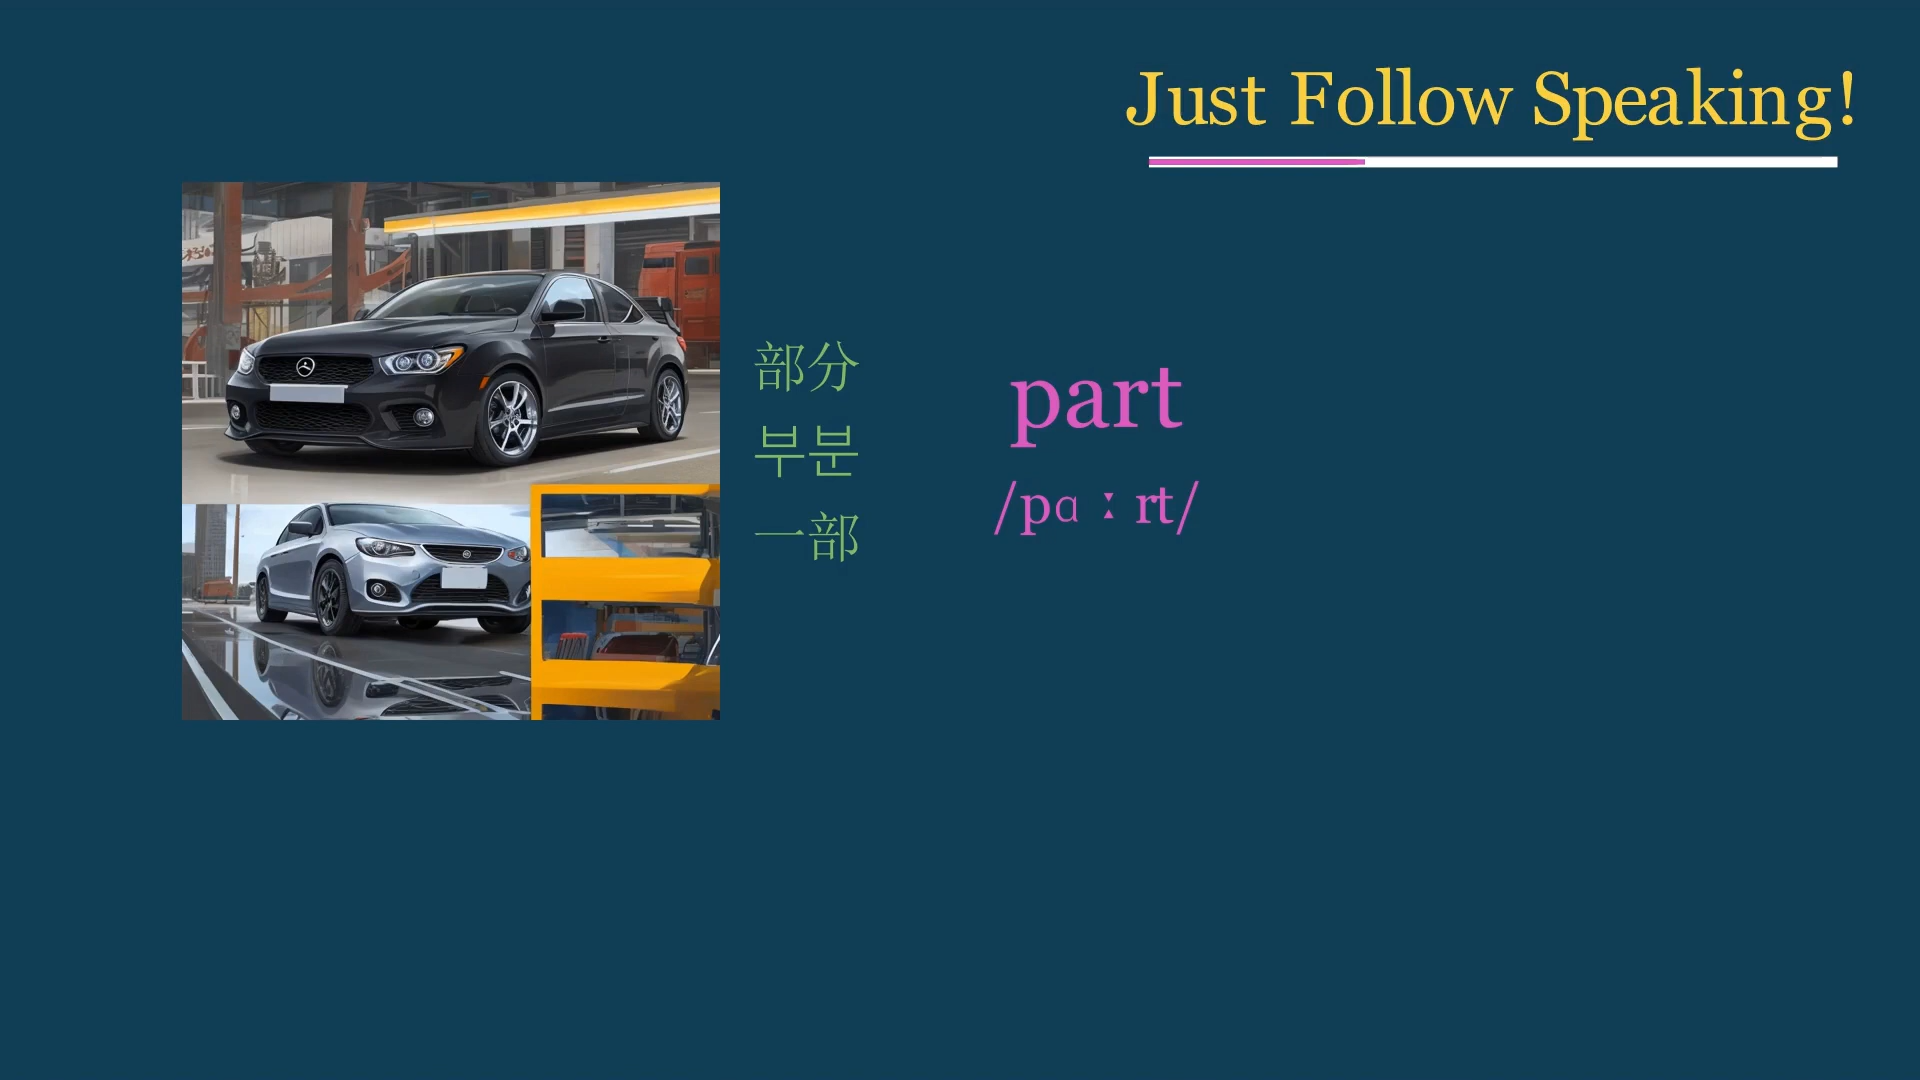 Just Follow Speaking!
部分
부분
一部
part
/pɑːrt/